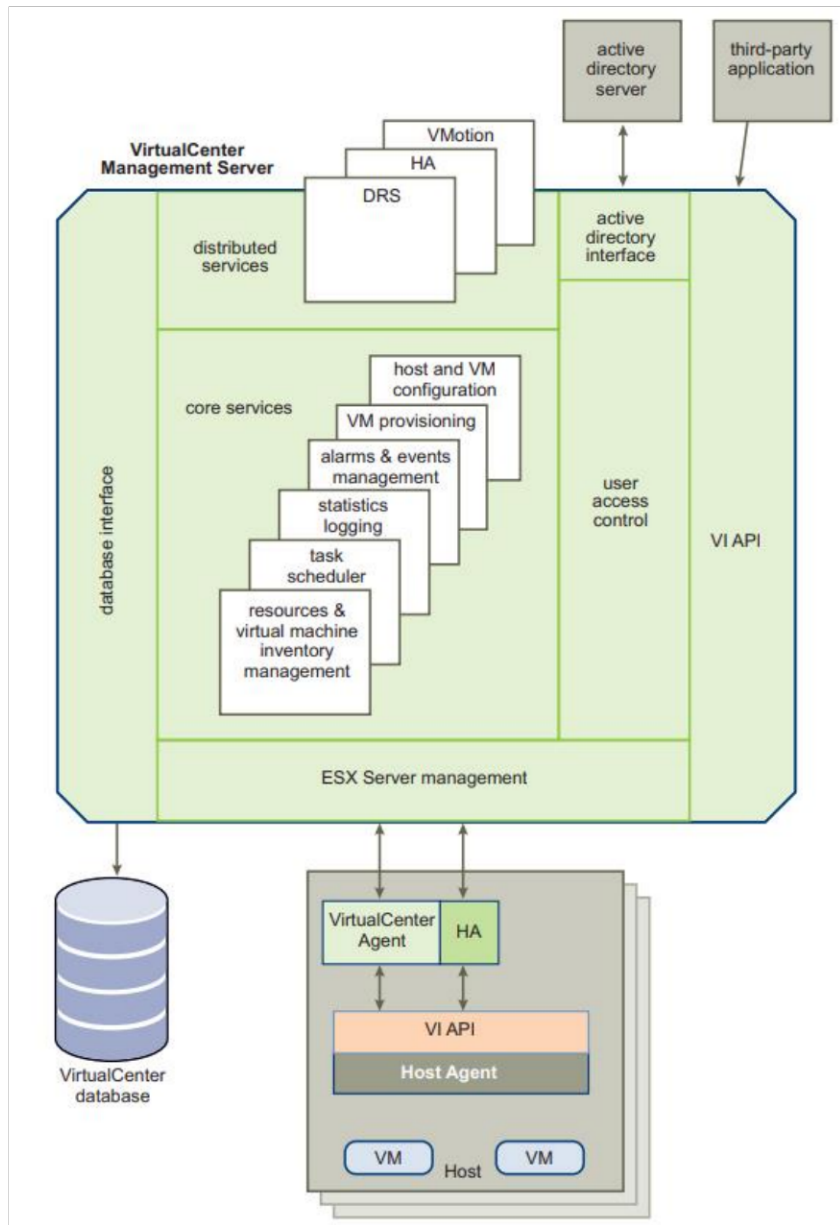 active
directory
server
third-party
application
VirtualCenter
Management Server
VMotion
HA
DRS
distributed
services
active
directory
interface
core services
host and VM
configuration
VM provisioning
alarms & events
management
statistics
logging
task
scheduler
resources &
virtual machine
inventory
management
database interface
user
access
control
VI API
ESX Server management
VirtualCenter
Agent
HA
VI API
Host Agent
VM
Host
VM
VirtualCenter
database